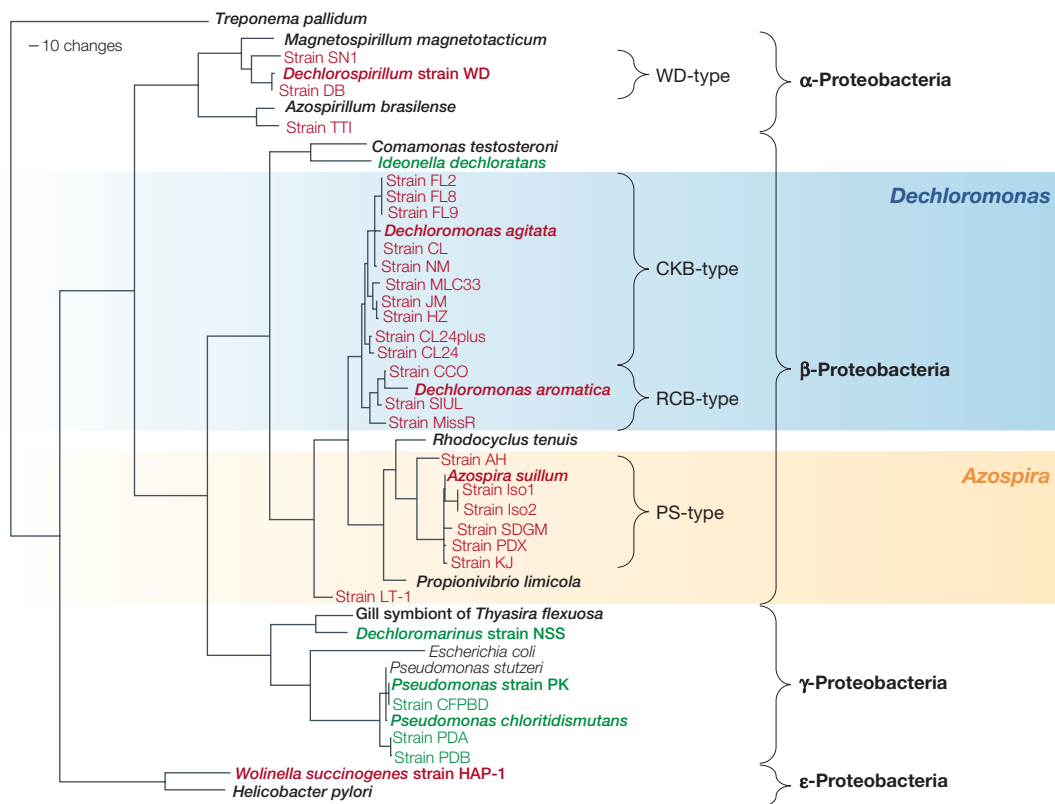 Treponema pallidum
– 10 changes
Magnetospirillum magnetotacticum
Strain SN1
Dechlorospirillum strain WD
Strain DB
WD-type
α-Proteobacteria
Azospirillum brasilense
Strain TTI
Comamonas testosteroni
Ideonella dechloratans
Dechloromonas
Strain FL2
Strain FL8
Strain FL9
Dechloromonas agitata
Strain CL
Strain NM
CKB-type
Strain MLC33
Strain JM
Strain HZ
Strain CL24plus
Strain CL24
β-Proteobacteria
Strain CCO
Dechloromonas aromatica
Strain SIUL
RCB-type
Strain MissR
Rhodocyclus tenuis
Strain AH
Azospira suillum
Azospira
Strain Iso1
Strain Iso2
PS-type
Strain SDGM
Strain PDX
Strain KJ
Propionivibrio limicola
Strain LT-1
Gill symbiont of Thyasira flexuosa
Dechloromarinus strain NSS
Escherichia coli
Pseudomonas stutzeri
Pseudomonas strain PK
γ-Proteobacteria
Strain CFPBD
Pseudomonas chloritidismutans
Strain PDA
Strain PDB
Wolinella succinogenes strain HAP-1
ε-Proteobacteria
Helicobacter pylori